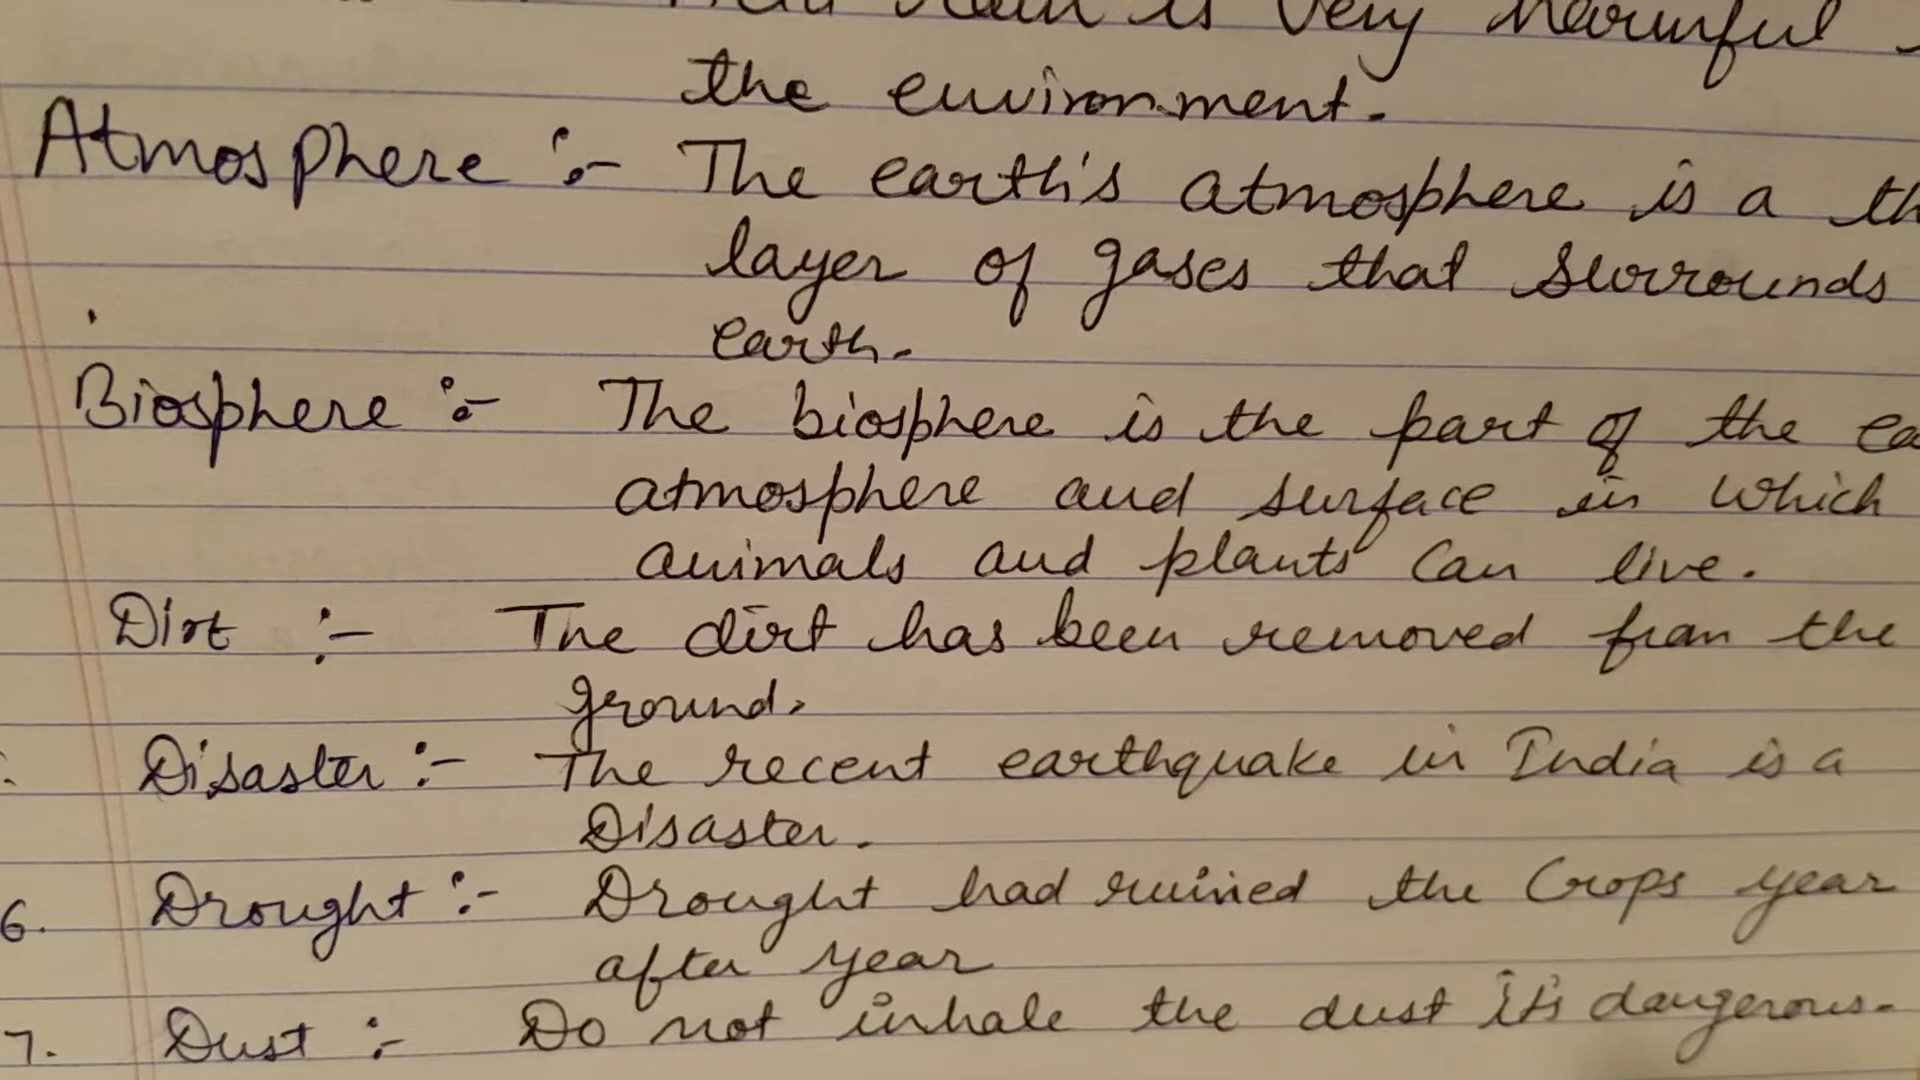 is very harmful
the environment.
Atmosphere :- The earth's atmosphere is a
layer of gases that surrounds
earth.
Biosphere :- The biosphere is the part of the
atmosphere and surface in which
animals and plants can live.
Dirt :- The dirt has been removed from the
ground.
Disaster :- The recent earthquake in India is a
Disaster.
6. Drought :- Drought had ruined the Crops year
after year
7. Dust :- Do not inhale the dust it's dangerous.